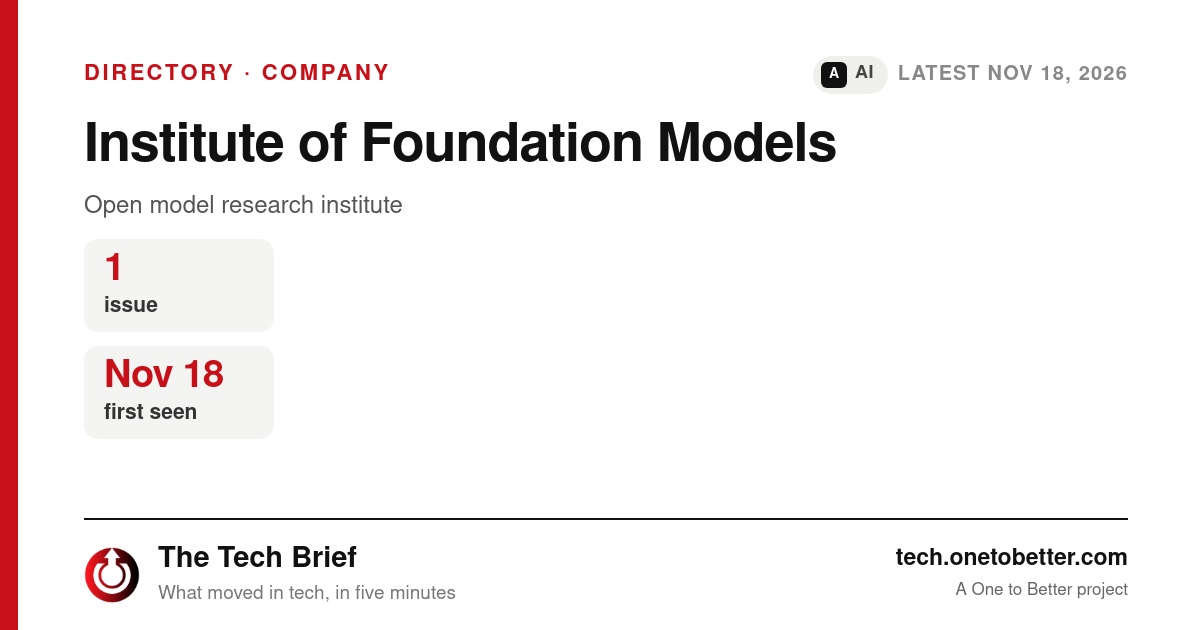 DIRECTORY · COMPANY
A AI LATEST NOV 18, 2026
Institute of Foundation Models
Open model research institute
1
issue
Nov 18
first seen
The Tech Brief
What moved in tech, in five minutes
tech.onetobetter.com
A One to Better project